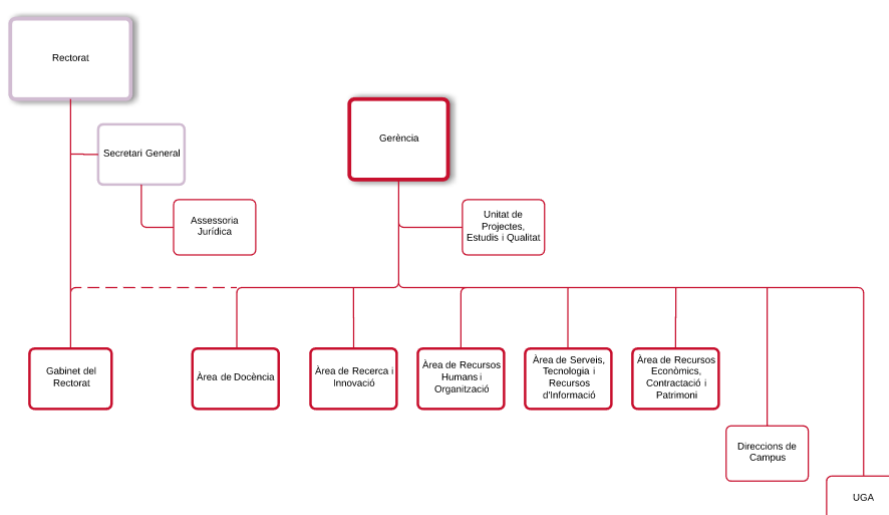 Rectorat
Secretari General
Assessoria
Jurídica
Gerència
Unitat de
Projectes,
Estudis i Qualitat
Gabinet del
Rectorat
Àrea de Docència
Àrea de Recerca i
Innovació
Àrea de Recursos
Humans i
Organització
Àrea de Serveis,
Tecnologia i
Recursos
d'Informació
Àrea de Recursos
Econòmics,
Contractació i
Patrimoni
Direccions de
Campus
UGA